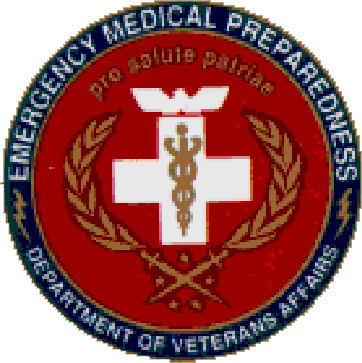 EMERGENCY MEDICAL PREPAREDNESS
pro salute patriae
DEPARTMENT OF VETERANS AFFAIRS